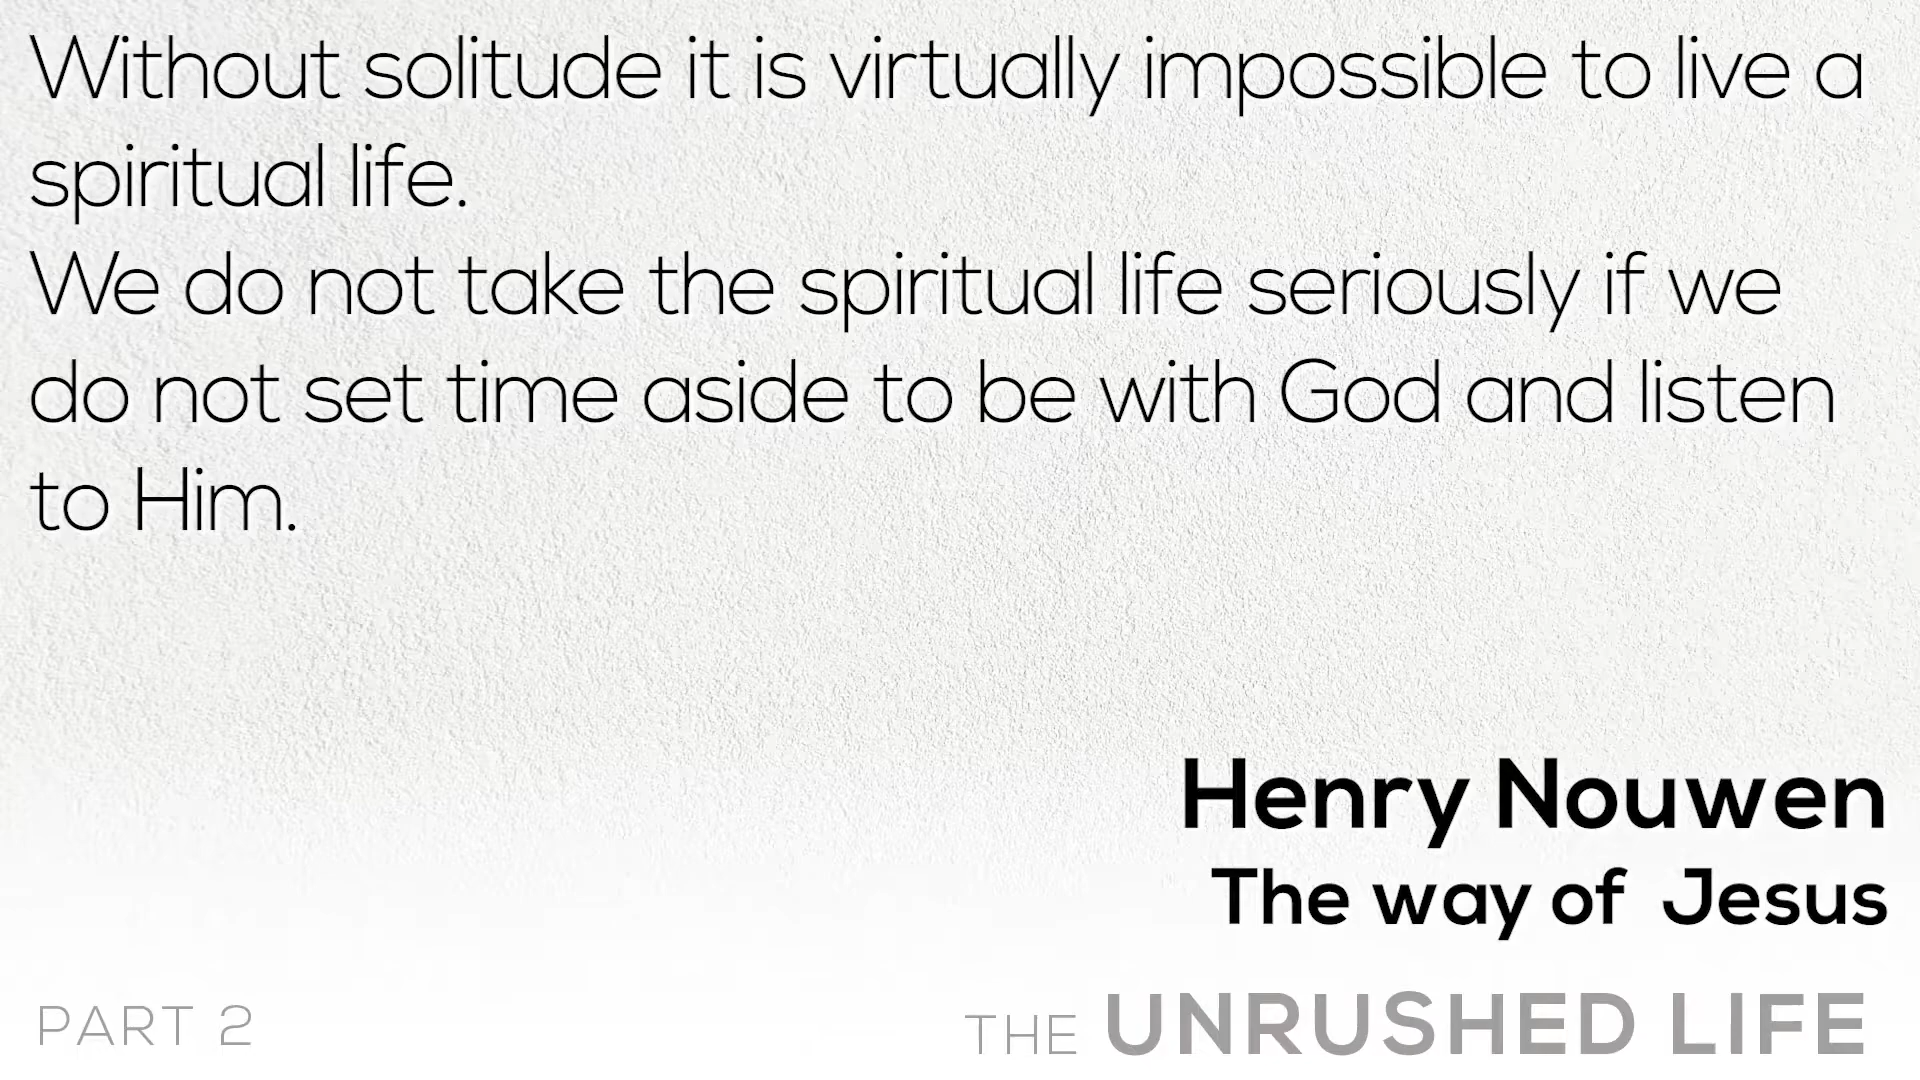 Without solitude it is virtually impossible to live a
spiritual life.
We do not take the spiritual life seriously if we
do not set time aside to be with God and listen
to Him.
Henry Nouwen
The way of Jesus
PART 2
THE UNRUSHED LIFE